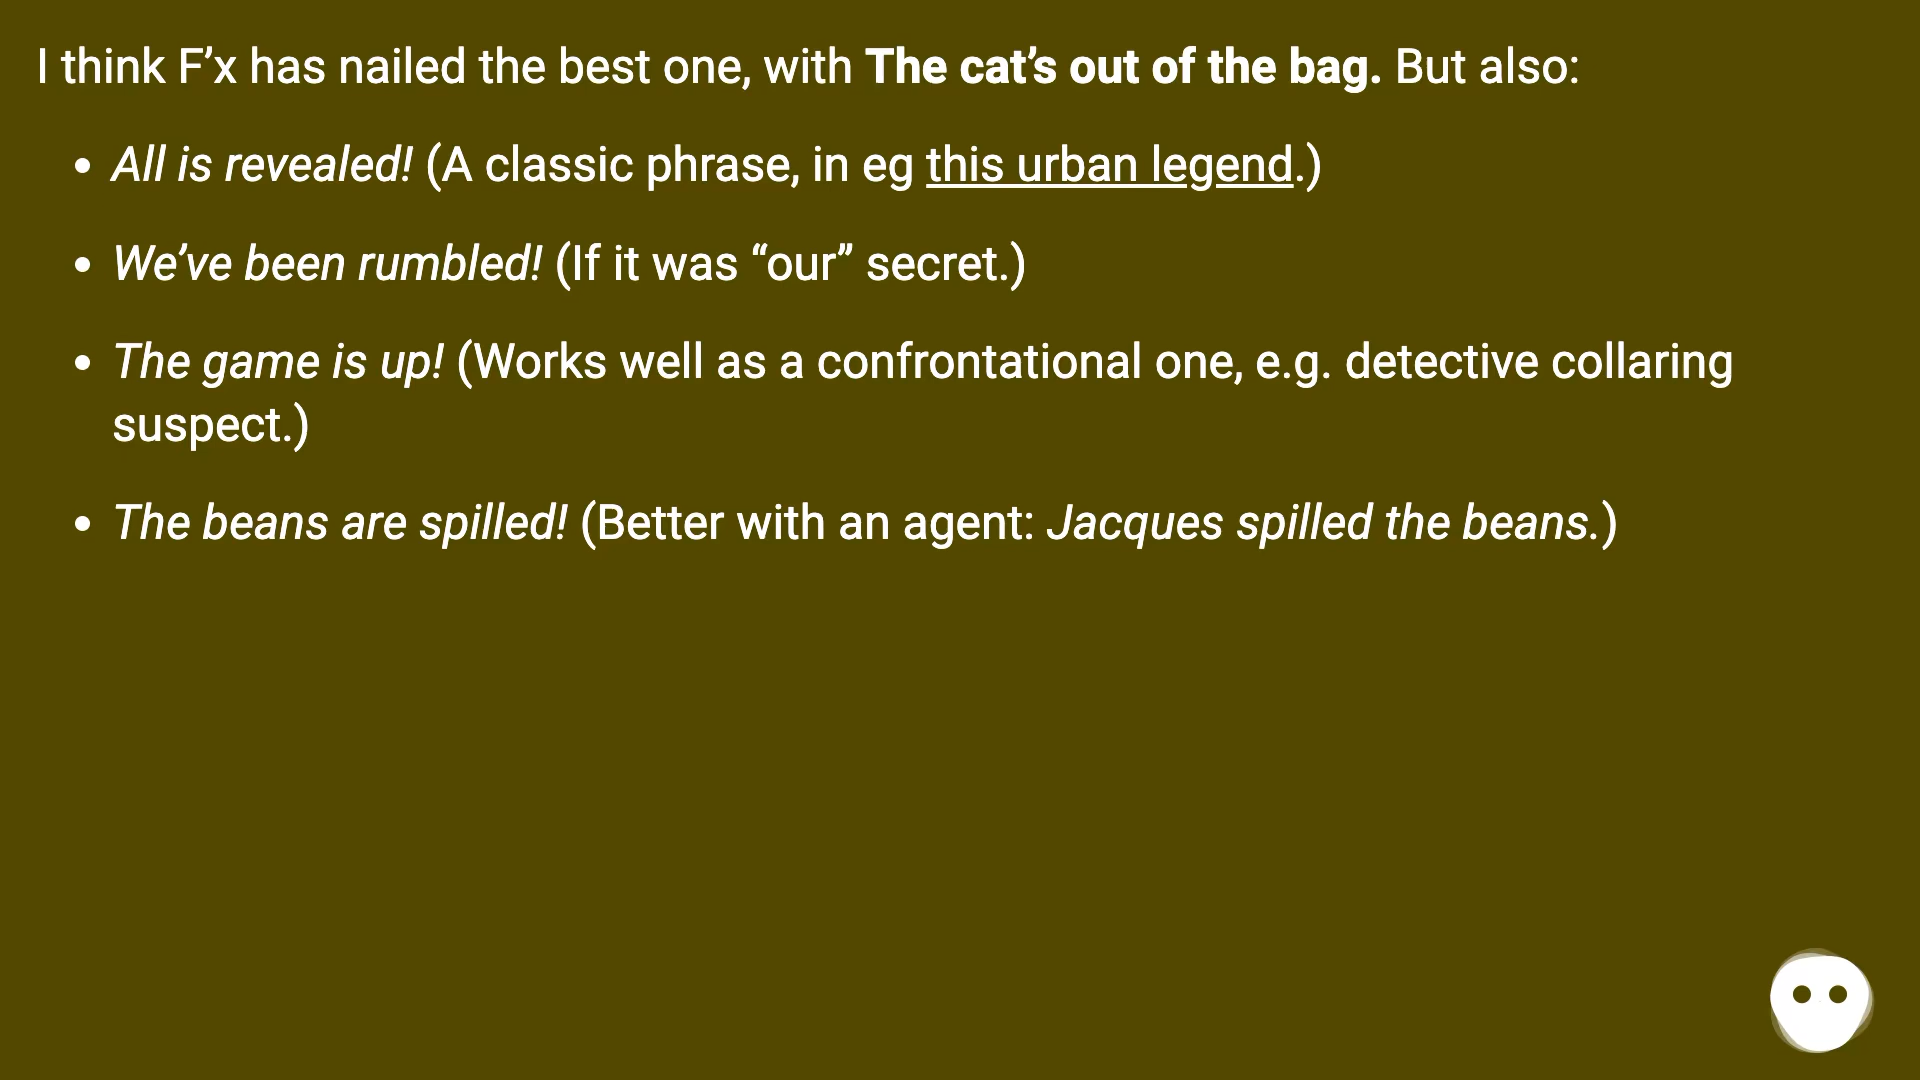 I think F’x has nailed the best one, with The cat’s out of the bag. But also:
• All is revealed! (A classic phrase, in eg this urban legend.)
• We’ve been rumbled! (If it was “our” secret.)
• The game is up! (Works well as a confrontational one, e.g. detective collaring
suspect.)
• The beans are spilled! (Better with an agent: Jacques spilled the beans.)